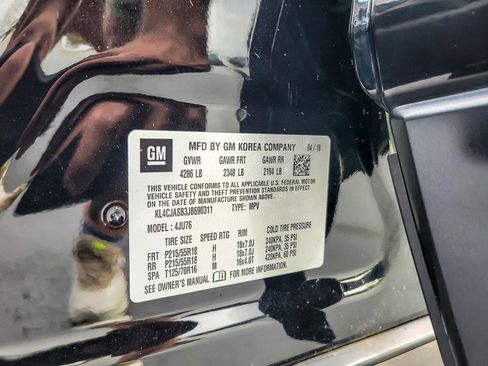 GM MFD BY GM KOREA COMPANY 04 / 18
GVWR GAWR FRT GAWR RR
4286 LB 2348 LB 2194 LB
THIS VEHICLE CONFORMS TO ALL APPLICABLE U.S. FEDERAL MOTOR
VEHICLE SAFETY, BUMPER, AND THEFT PREVENTION STANDARDS IN
EFFECT ON THE DATE OF MANUFACTURE SHOWN ABOVE.
KL4CJASB3JB690311 TYPE: MPV
MODEL : 4JU76
TIRE SIZE SPEED RTG RIM COLD TIRE PRESSURE
FRT P215/55R18 H 18x7.0J 240KPA, 35 PSI
RR P215/55R18 H 18x7.0J 240KPA, 35 PSI
SPA T125/70R16 M 16x4.0T 420KPA, 60 PSI
SEE OWNER'S MANUAL FOR MORE INFORMATION.